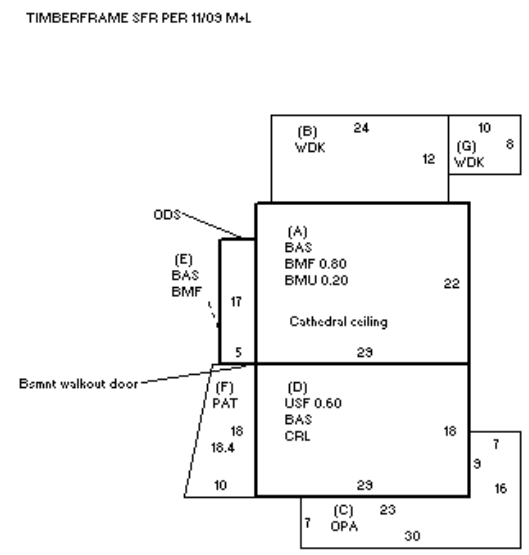 TIMBERFRAME SFR PER 11/09 M+L
(B)
WDK
24
12
10
8
(G)
WDK
ODS
(A)
BAS
BMF 0.80
BMU 0.20
22
Cathedral ceiling
29
(E)
BAS
BMF
17
5
Bsmnt walkout door
(F)
PAT
18
18.4
10
(D)
USF 0.60
BAS
CRL
18
29
7
9
16
7
(C)
OPA
23
30